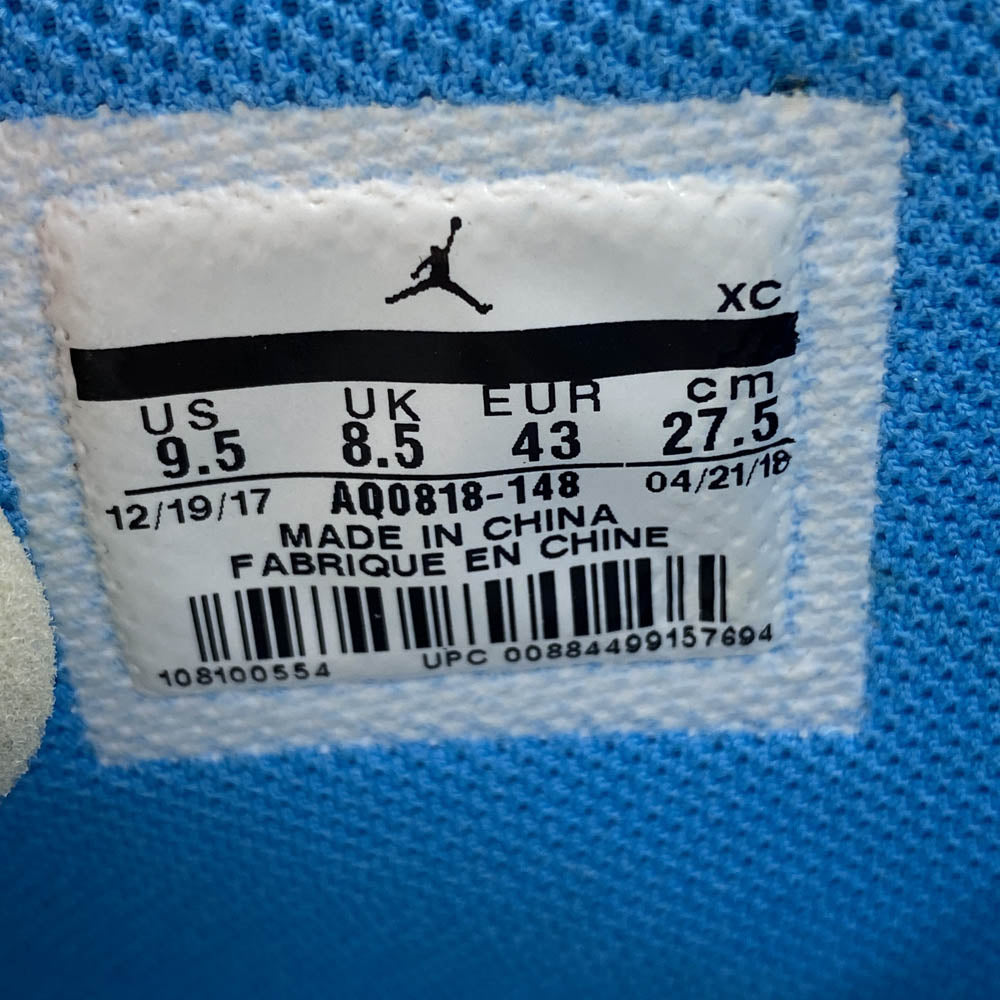 XC
US UK EUR cm
9.5 8.5 43 27.5
12/19/17 AQ0818-148 04/21/18
MADE IN CHINA
FABRIQUE EN CHINE
108100554 UPC 00884499157694